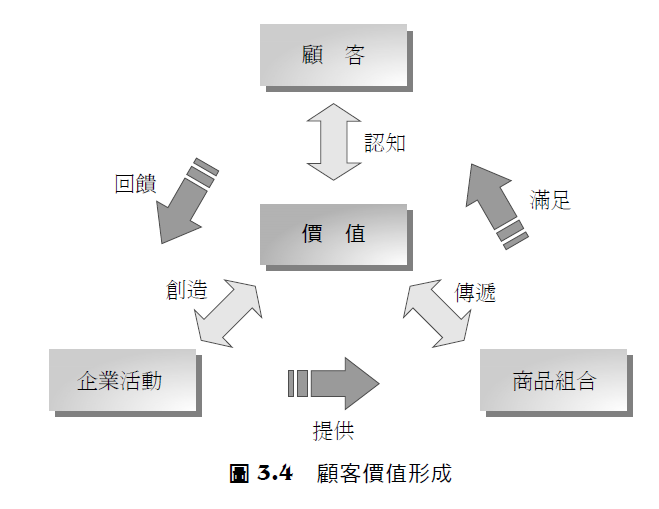 顧 客
認知
回饋
滿足
價 值
創造
傳遞
企業活動
商品組合
提供
圖 3.4 顧客價值形成